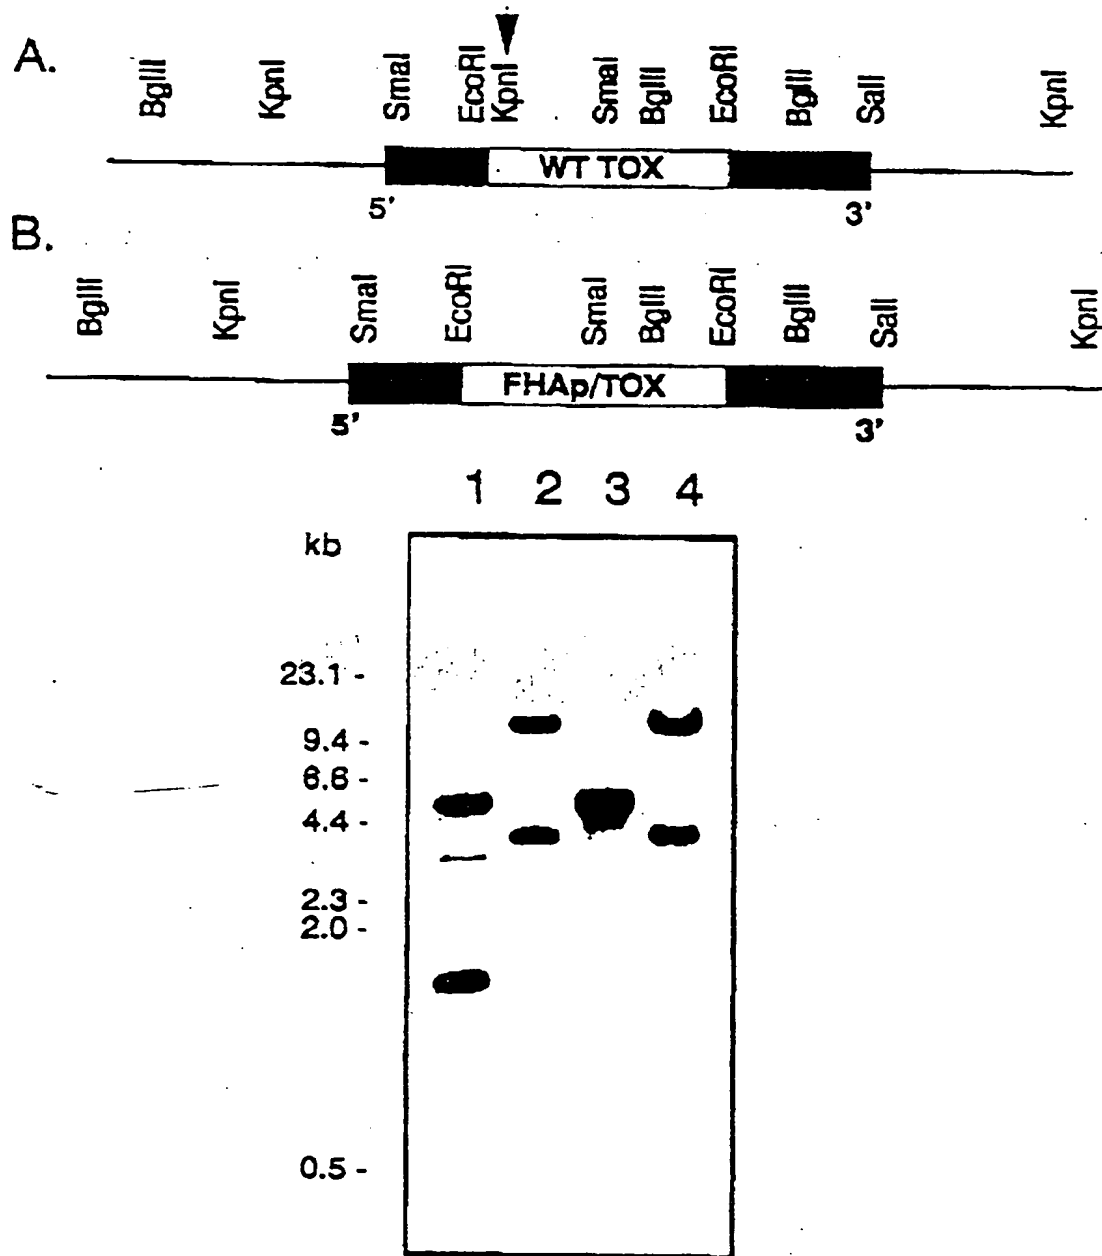 A.
BglII KpnI SmaI EcoRI KpnI SmaI BglII EcoRI BglII SalI KpnI
WT TOX
5' 3'
B.
BglII KpnI SmaI EcoRI SmaI BglII EcoRI BglII SalI KpnI
FHAp/TOX
5' 3'
1 2 3 4
kb
23.1 -
9.4 -
6.6 -
4.4 -
2.3 -
2.0 -
0.5 -